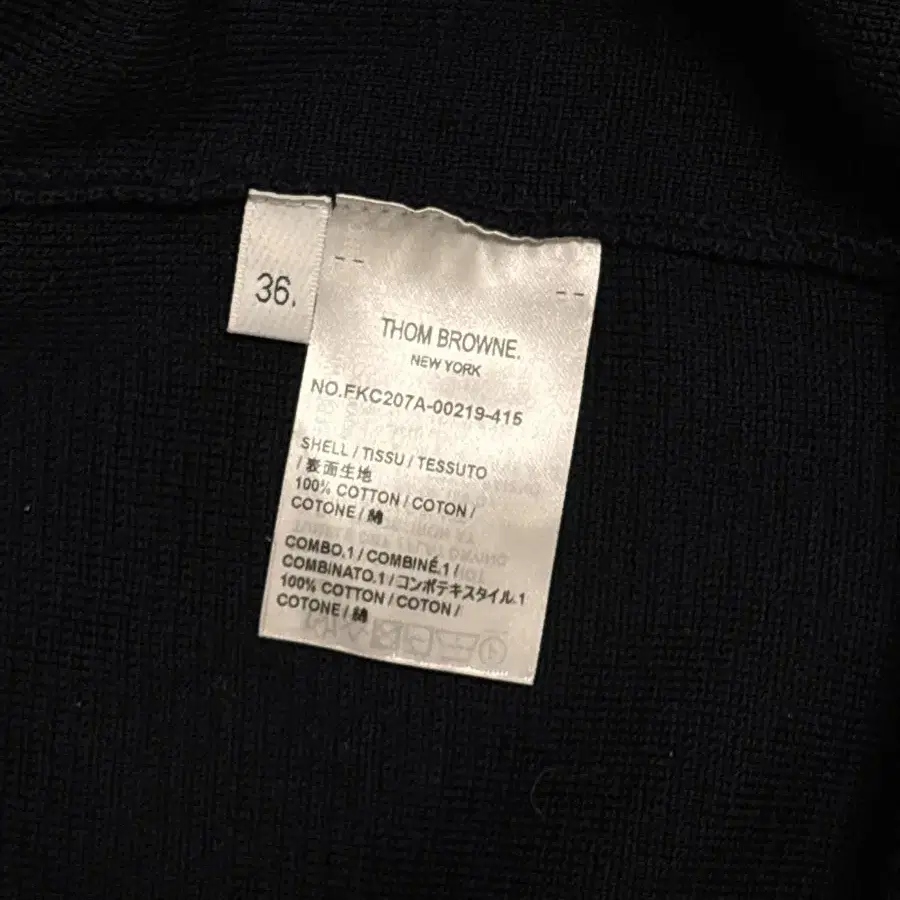 36.
THOM BROWNE.
NEW YORK
NO.FKC207A-00219-415
SHELL / TISSU / TESSUTO
/ 表面生地
100% COTTON / COTON /
COTONE / 綿
COMBO.1 / COMBINÉ.1 /
COMBINATO.1 / コンポテキスタイル.1
100% COTTON / COTON /
COTONE / 綿